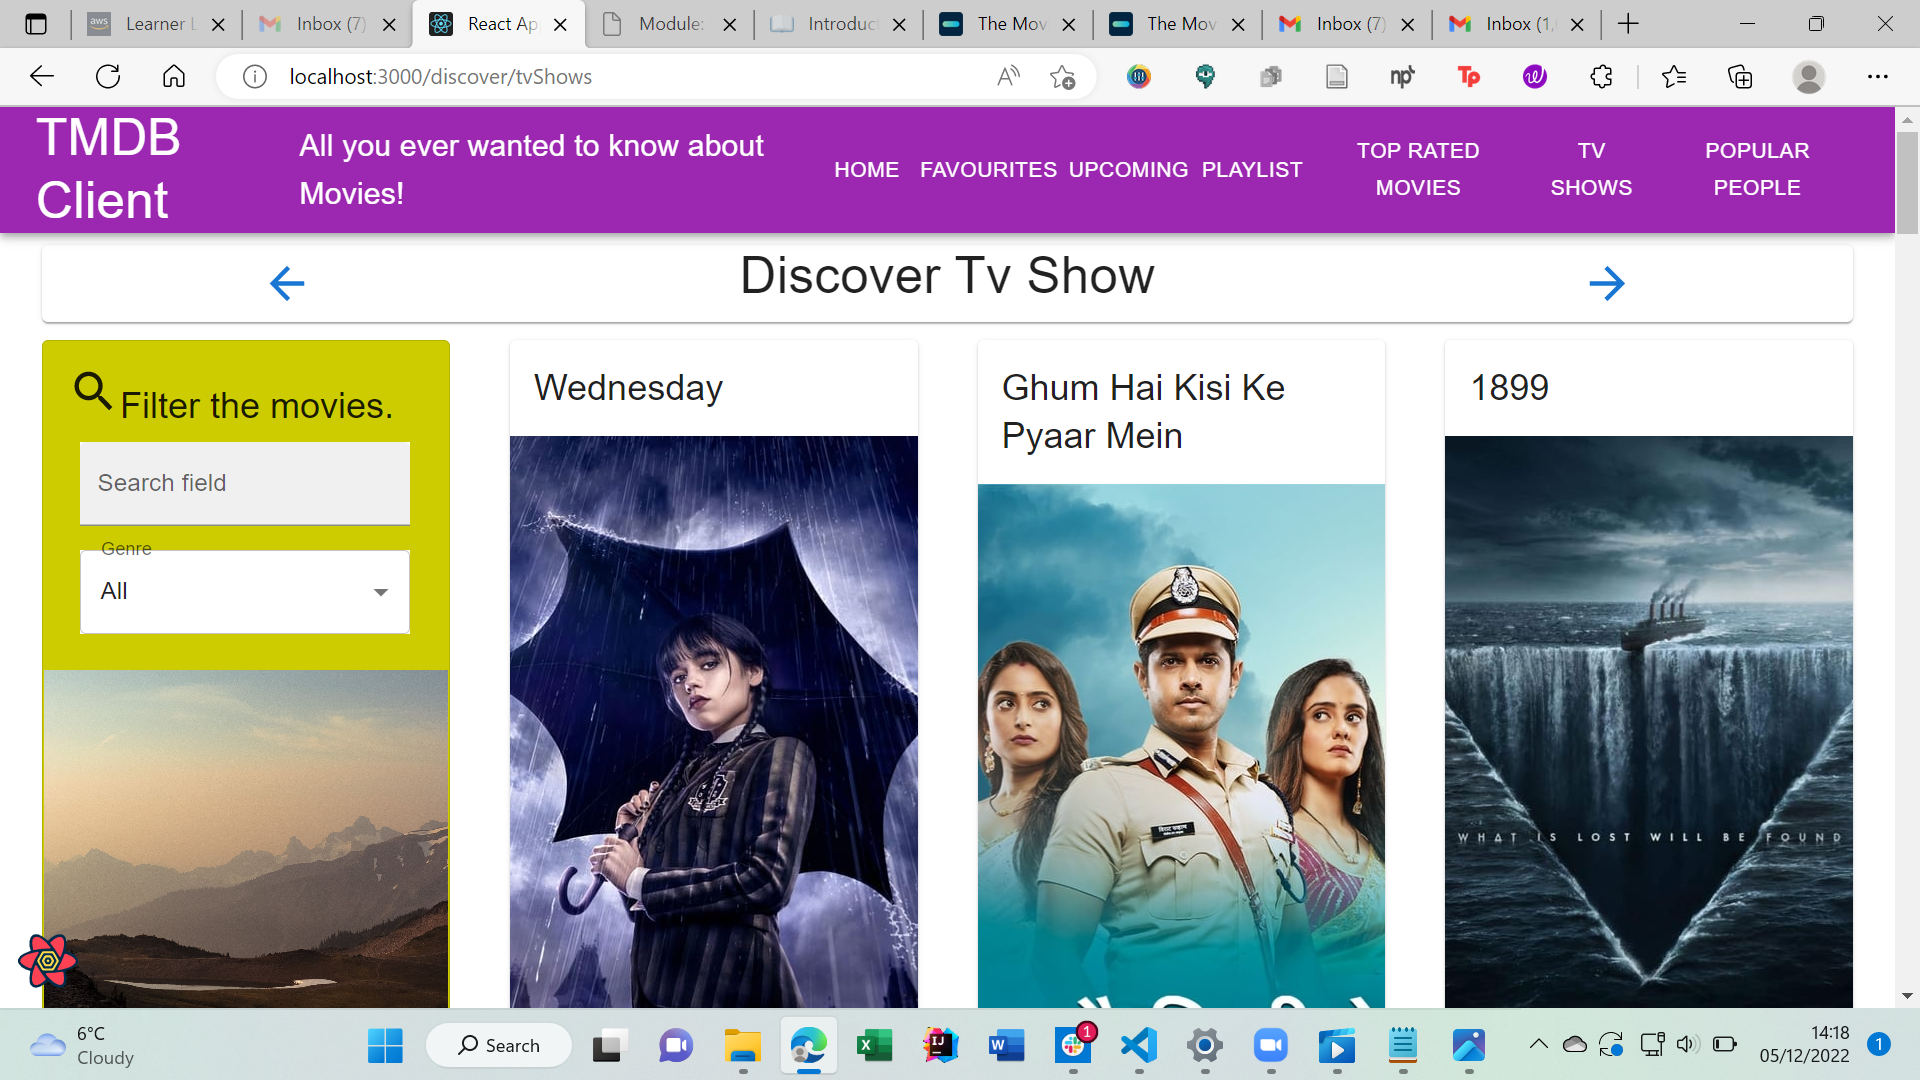 Learner L
Inbox (7)
React Ap
Module:
Introduc
The Mov
The Mov
Inbox (7)
Inbox (1,
localhost:3000/discover/tvShows
TMDB
Client
All you ever wanted to know about
Movies!
HOME
FAVOURITES
UPCOMING
PLAYLIST
TOP RATED
MOVIES
TV
SHOWS
POPULAR
PEOPLE
Discover Tv Show
Filter the movies.
Search field
Genre
All
Wednesday
Ghum Hai Kisi Ke
Pyaar Mein
1899
WHAT IS LOST WILL BE FOUND
6°C
Cloudy
Search
1
14:18
05/12/2022
1